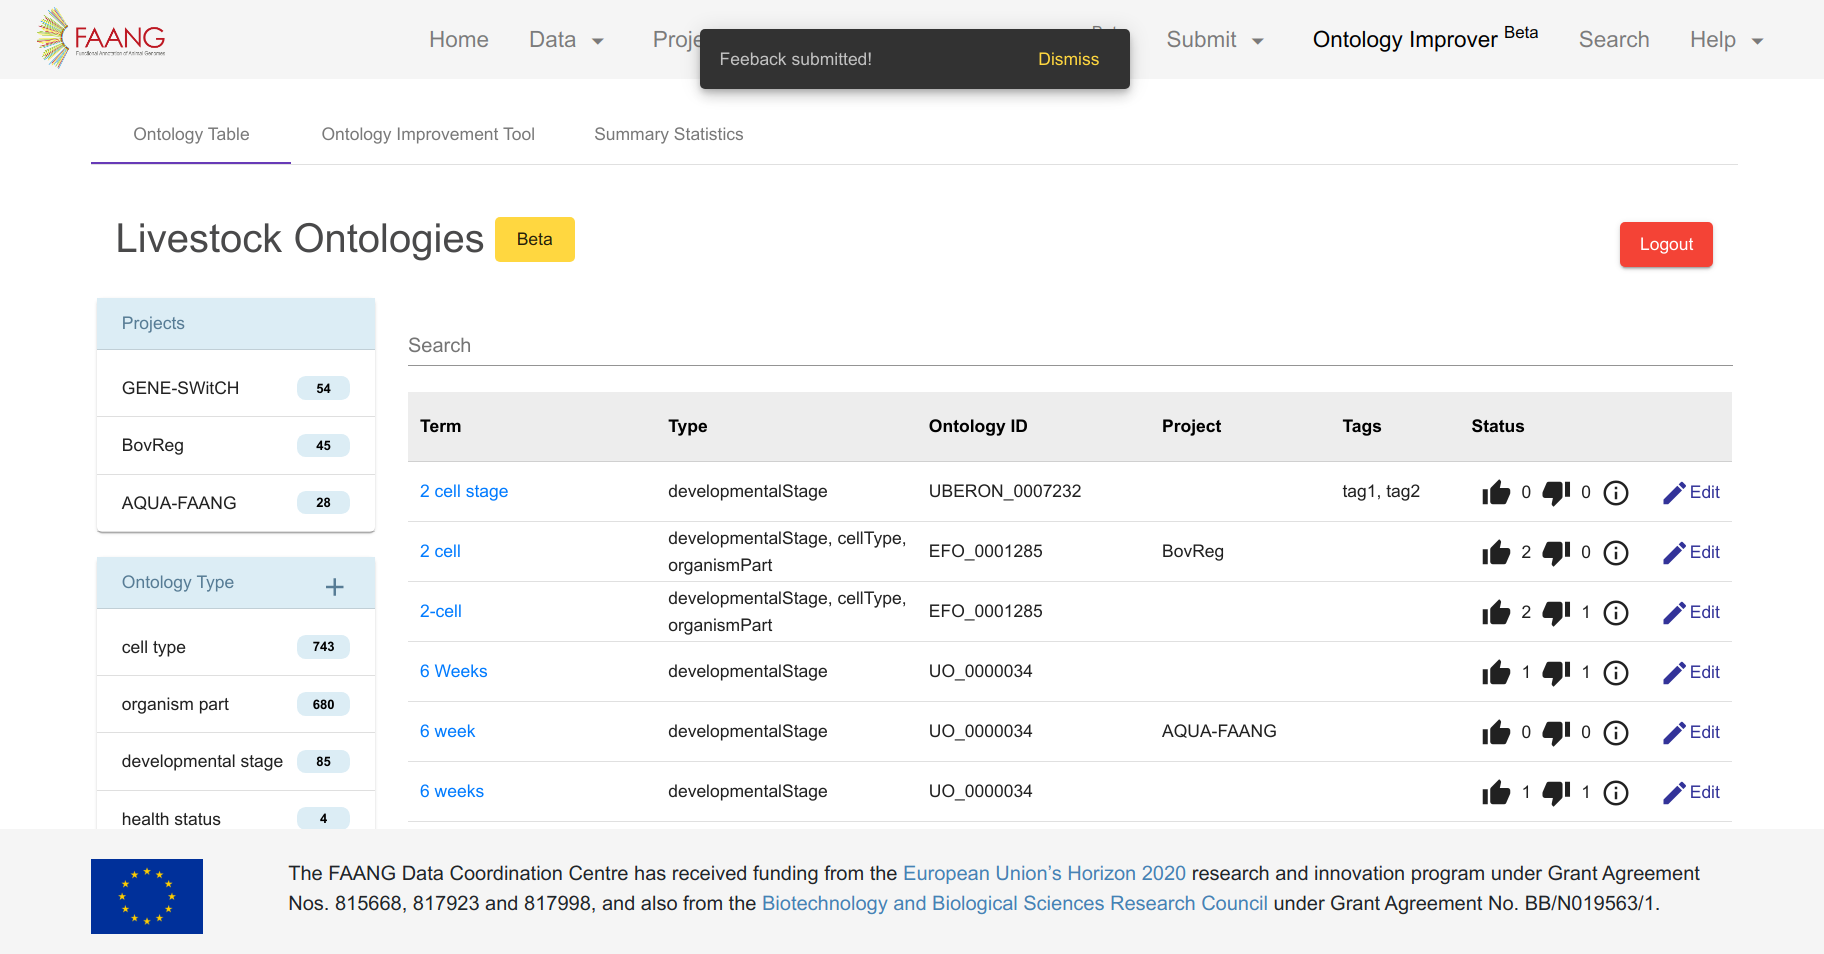 FAANG
Functional Annotation of Animal Genomes
Home Data Proje Submit Ontology Improver Beta Search Help
Feeback submitted! Dismiss
Ontology Table Ontology Improvement Tool Summary Statistics
Livestock Ontologies Beta Logout
Projects
GENE-SWitCH 54
BovReg 45
AQUA-FAANG 28
Ontology Type
cell type 743
organism part 680
developmental stage 85
health status 4
Search
Term Type Ontology ID Project Tags Status
2 cell stage developmentalStage UBERON_0007232 tag1, tag2 0 0 Edit
2 cell developmentalStage, cellType, organismPart EFO_0001285 BovReg 2 0 Edit
2-cell developmentalStage, cellType, organismPart EFO_0001285 2 1 Edit
6 Weeks developmentalStage UO_0000034 1 1 Edit
6 week developmentalStage UO_0000034 AQUA-FAANG 0 0 Edit
6 weeks developmentalStage UO_0000034 1 1 Edit
The FAANG Data Coordination Centre has received funding from the European Union's Horizon 2020 research and innovation program under Grant Agreement
Nos. 815668, 817923 and 817998, and also from the Biotechnology and Biological Sciences Research Council under Grant Agreement No. BB/N019563/1.